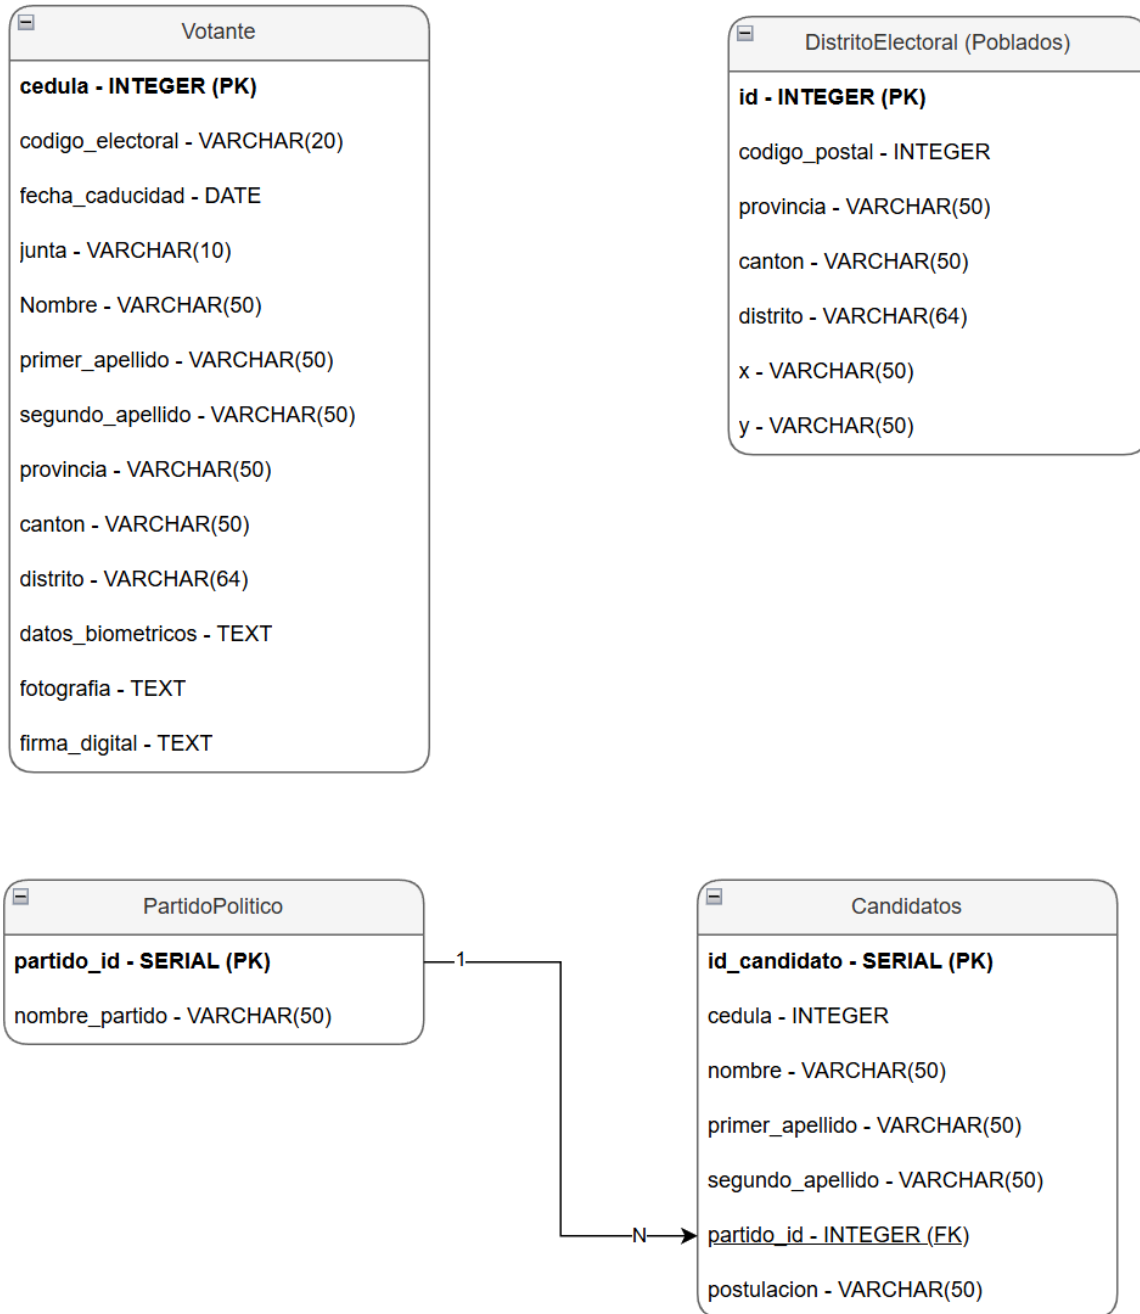 Votante
cedula - INTEGER (PK)
codigo_electoral - VARCHAR(20)
fecha_caducidad - DATE
junta - VARCHAR(10)
Nombre - VARCHAR(50)
primer_apellido - VARCHAR(50)
segundo_apellido - VARCHAR(50)
provincia - VARCHAR(50)
canton - VARCHAR(50)
distrito - VARCHAR(64)
datos_biometricos - TEXT
fotografia - TEXT
firma_digital - TEXT
DistritoElectoral (Poblados)
id - INTEGER (PK)
codigo_postal - INTEGER
provincia - VARCHAR(50)
canton - VARCHAR(50)
distrito - VARCHAR(64)
x - VARCHAR(50)
y - VARCHAR(50)
PartidoPolitico
partido_id - SERIAL (PK)
nombre_partido - VARCHAR(50)
1
N
Candidatos
id_candidato - SERIAL (PK)
cedula - INTEGER
nombre - VARCHAR(50)
primer_apellido - VARCHAR(50)
segundo_apellido - VARCHAR(50)
partido_id - INTEGER (FK)
postulacion - VARCHAR(50)